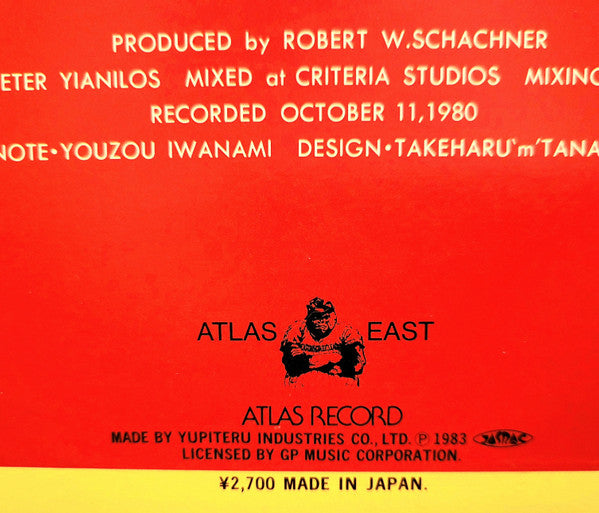 PRODUCED by ROBERT W.SCHACHNER
ETER YIANILOS MIXED at CRITERIA STUDIOS MIXING
RECORDED OCTOBER 11,1980
NOTE•YOUZOU IWANAMI DESIGN•TAKEHARU"m"TANA
ATLAS EAST
ATLAS RECORD
MADE BY YUPITERU INDUSTRIES CO., LTD. Ⓟ 1983
LICENSED BY GP MUSIC CORPORATION.
¥2,700 MADE IN JAPAN.